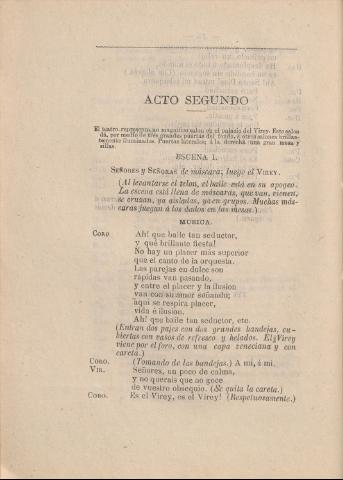 ACTO SEGUNDO
El teatro representa un magnífico salon en el palacio del Virey. Este salon
dá, por medio de tres grandes puertas del fondo, á otros salones brillan-
temente iluminados. Puertas laterales; á la derecha una gran mesa y
sillas.
ESCENA I.
SEÑORES y SEÑORAS de máscara; luego el VIREY.
(Al levantarse el telon, el baile está en su apogeo.
La escena está llena de máscaras, que van, vienen,
se cruzan, ya aisladas, ya en grupos. Muchas más-
caras juegan á los dados en las mesas.)
MUSICA.
CORO Ah! que baile tan seductor,
y qué brillante fiesta!
No hay un placer más superior
que el canto de la orquesta.
Las parejas en dulce son
rápidas van pasando,
y entre el placer y la ilusion
van con su amor soñando;
aquí se respira placer,
vida é ilusion.
Ah! que baile tan seductor, etc.
(Entran dos pajes con dos grandes bandejas, cu-
biertas con vasos de refresco y helados. El Virey
viene por el foro, con una capa veneciana y con
careta.)
CORO. (Tomando de las bandejas.) A mí, á mí.
VIR. Señores, un poco de calma,
y no querais que no goce
de vuestro obsequio. (Se quita la careta.)
CORO. Es el Virey, es el Virey! (Respetuosamente.)